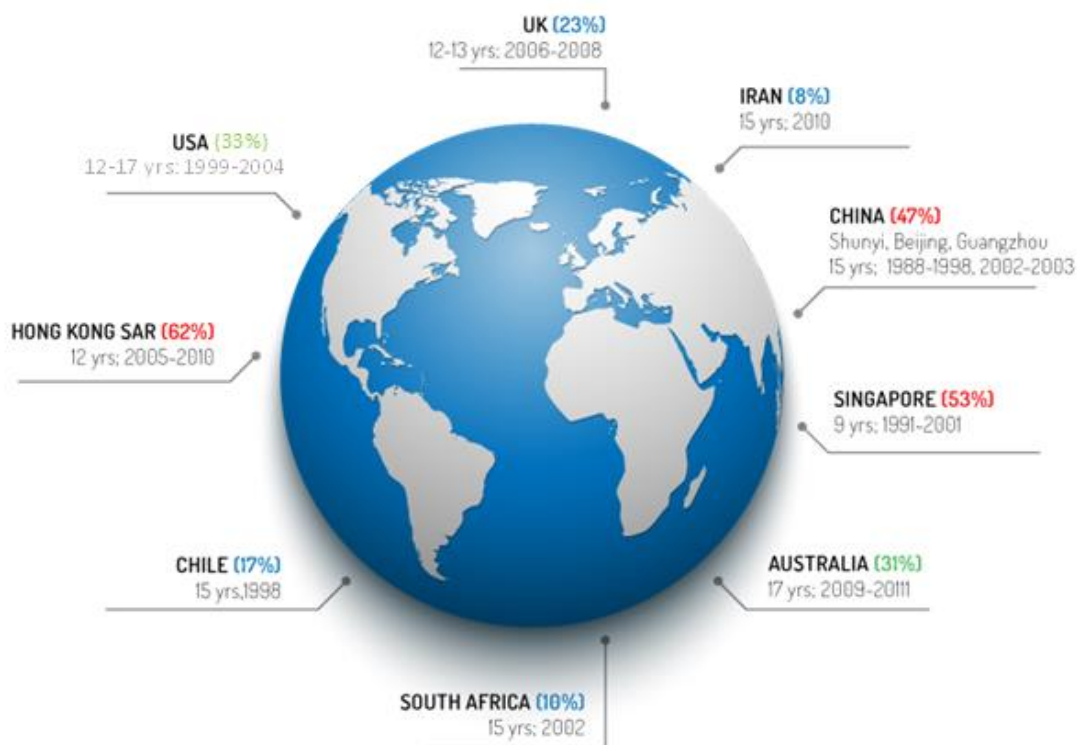 UK (23%)
12-13 yrs; 2006-2008
IRAN (8%)
15 yrs; 2010
USA (33%)
12-17 yrs: 1999-2004
CHINA (47%)
Shunyi, Beijing, Guangzhou
15 yrs; 1988-1998, 2002-2003
HONG KONG SAR (62%)
12 yrs; 2005-2010
SINGAPORE (53%)
9 yrs; 1991-2001
CHILE (17%)
15 yrs,1998
AUSTRALIA (31%)
17 yrs; 2009-20111
SOUTH AFRICA (10%)
15 yrs; 2002